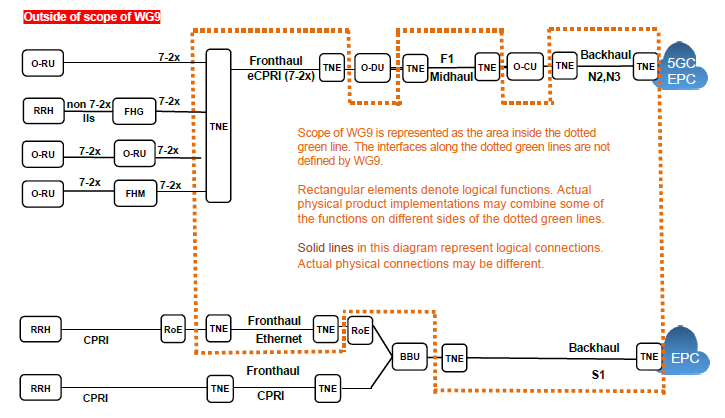 Outside of scope of WG9
O-RU
7-2x
TNE
Fronthaul
eCPRI (7-2x)
TNE
O-DU
TNE
F1
Midhaul
TNE
O-CU
TNE
Backhaul
N2,N3
TNE
5GC
EPC
RRH
non 7-2x
lls
FHG
7-2x
O-RU
7-2x
O-RU
7-2x
O-RU
7-2x
FHM
7-2x
Scope of WG9 is represented as the area inside the dotted
green line. The interfaces along the dotted green lines are not
defined by WG9.
Rectangular elements denote logical functions. Actual
physical product implementations may combine some of
the functions on different sides of the dotted green lines.
Solid lines in this diagram represent logical connections.
Actual physical connections may be different.
RRH
CPRI
RoE
TNE
Fronthaul
Ethernet
TNE
RoE
BBU
TNE
Backhaul
S1
TNE
EPC
RRH
CPRI
TNE
Fronthaul
CPRI
TNE